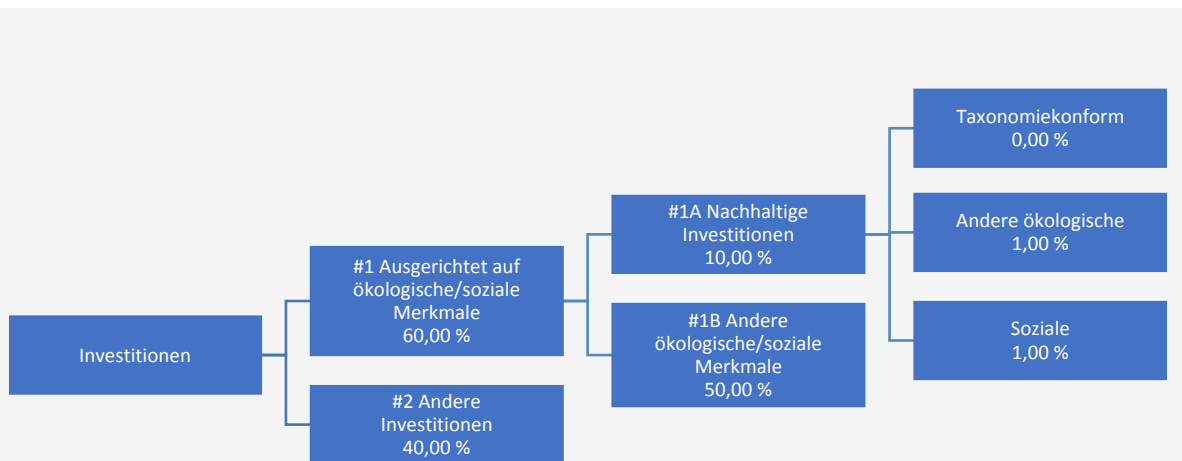 Investitionen
#1 Ausgerichtet auf
ökologische/soziale
Merkmale
60,00 %
#2 Andere
Investitionen
40,00 %
#1A Nachhaltige
Investitionen
10,00 %
#1B Andere
ökologische/soziale
Merkmale
50,00 %
Taxonomiekonform
0,00 %
Andere ökologische
1,00 %
Soziale
1,00 %